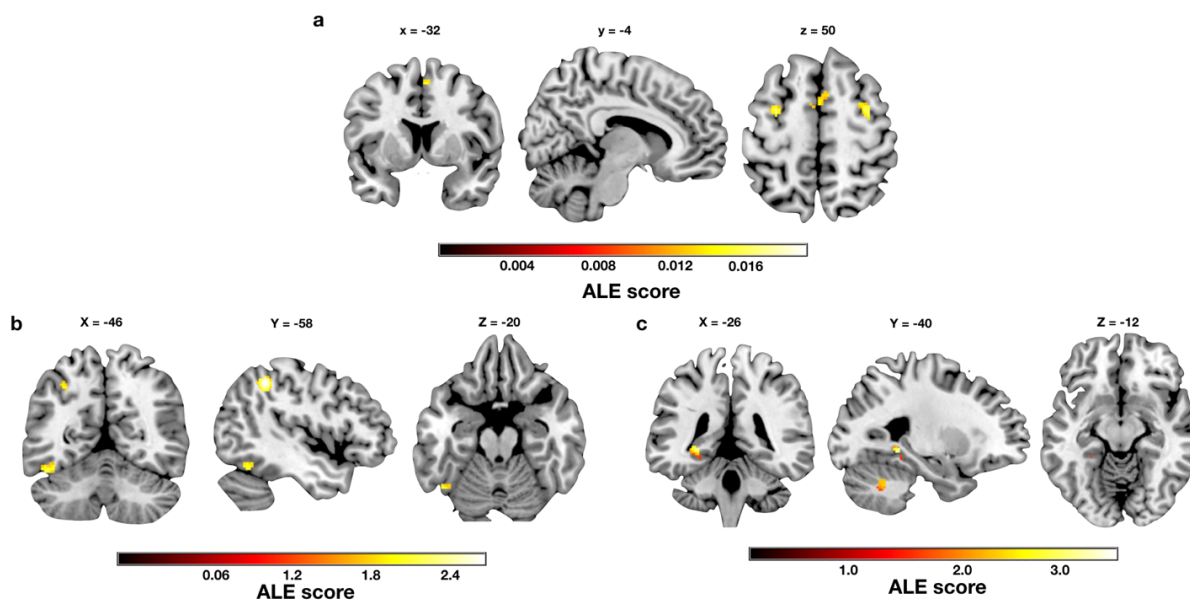 a
x = -32 y = -4 z = 50
0.004 0.008 0.012 0.016
ALE score
b
X = -46 Y = -58 Z = -20
0.06 1.2 1.8 2.4
ALE score
c
X = -26 Y = -40 Z = -12
1.0 2.0 3.0
ALE score